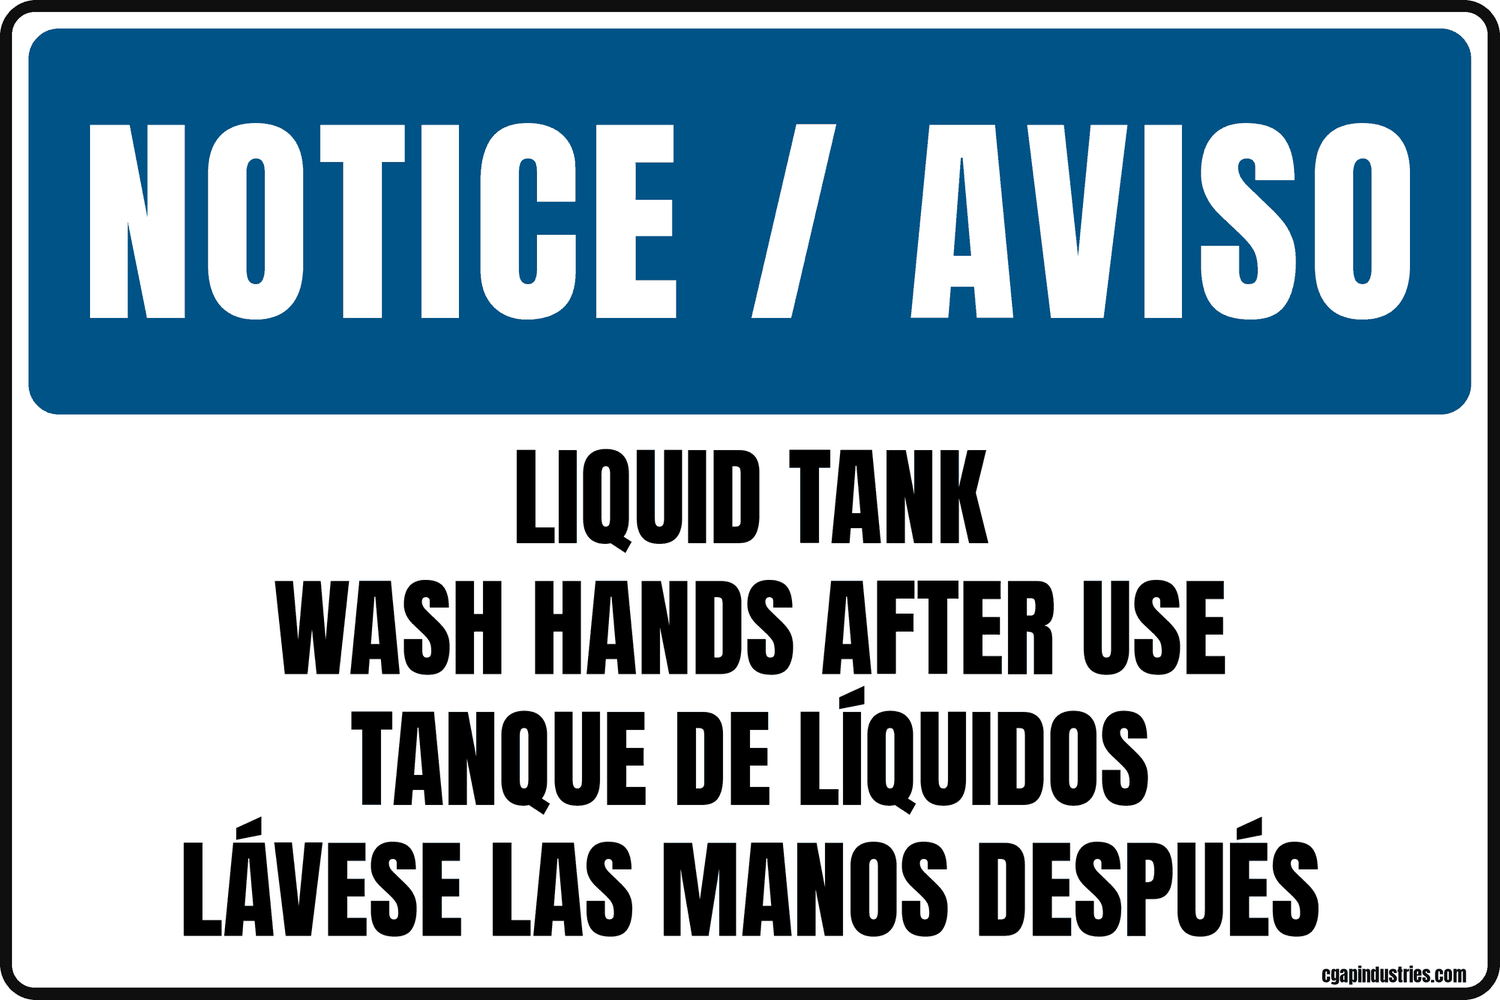 NOTICE / AVISO
LIQUID TANK
WASH HANDS AFTER USE
TANQUE DE LÍQUIDOS
LÁVESE LAS MANOS DESPUÉS
cgapindustries.com